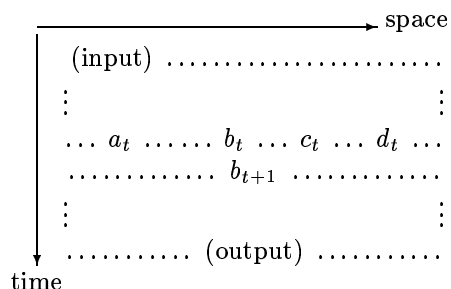 space
(input) ........................
⋮ ⋮
... a_t ...... b_t ... c_t ... d_t ...
............. b_{t+1} .............
⋮ ⋮
........... (output) ...........
time